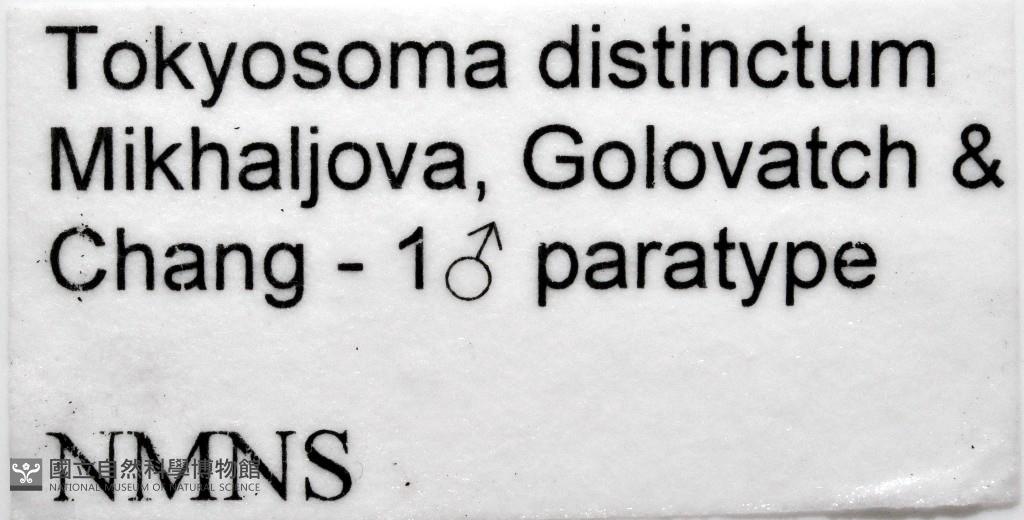 Tokyosoma distinctum
Mikhaljova, Golovatch &
Chang - 1♂ paratype
NMNS
國立自然科學博物館
NATIONAL MUSEUM OF NATURAL SCIENCE